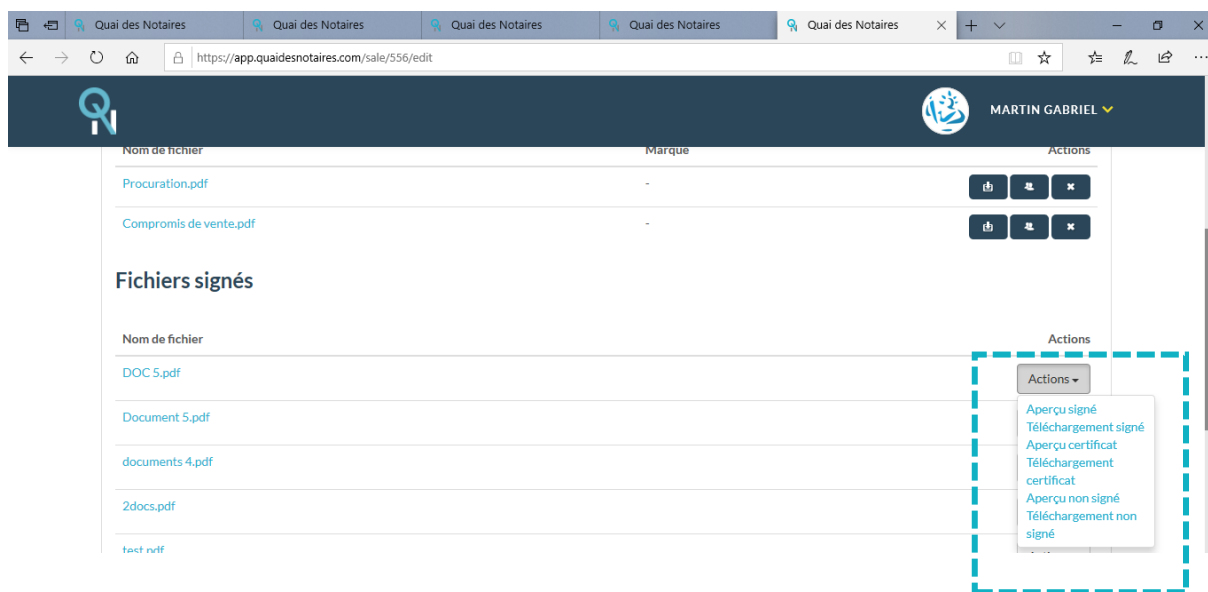 Quai des Notaires Quai des Notaires Quai des Notaires Quai des Notaires Quai des Notaires
https://app.quaidesnotaires.com/sale/556/edit
QN MARTIN GABRIEL
Nom de fichier Marque Actions
Procuration.pdf -
Compromis de vente.pdf -
Fichiers signés
Nom de fichier Actions
DOC 5.pdf Actions
Document 5.pdf
documents 4.pdf
2docs.pdf
test.pdf
Aperçu signé
Téléchargement signé
Aperçu certificat
Téléchargement
certificat
Aperçu non signé
Téléchargement non
signé